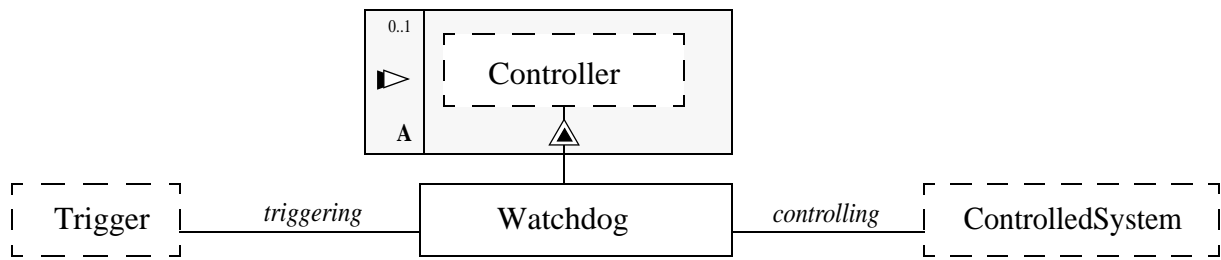 0..1
Controller
A
triggering
controlling
Trigger
Watchdog
ControlledSystem